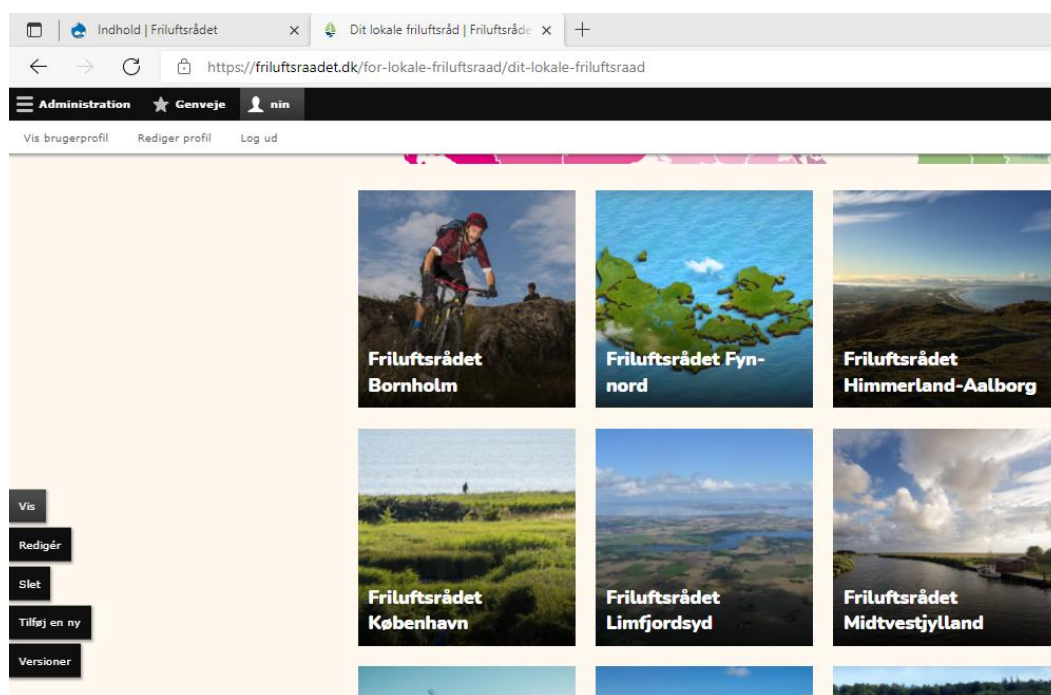 Indhold | Friluftsrådet
Dit lokale friluftsråd | Friluftsråde
https://friluftsraadet.dk/for-lokale-friluftsraad/dit-lokale-friluftsraad
Administration Genveje nin
Vis brugerprofil Rediger profil Log ud
Friluftsrådet
Bornholm
Friluftsrådet Fyn-
nord
Friluftsrådet
Himmerland-Aalborg
Friluftsrådet
København
Friluftsrådet
Limfjordsyd
Friluftsrådet
Midtvestjylland
Vis
Redigér
Slet
Tilføj en ny
Versioner